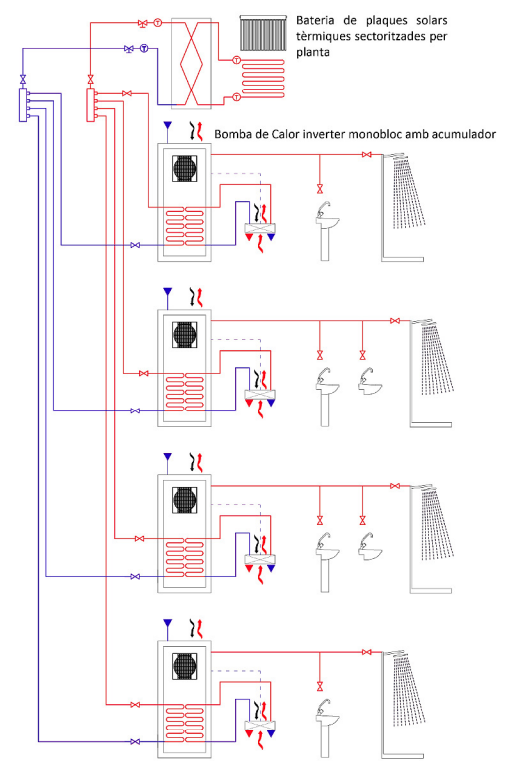 Bateria de plaques solars
tèrmiques sectoritzades per
planta
T
T
T
T
Bomba de Calor inverter monobloc amb acumulador